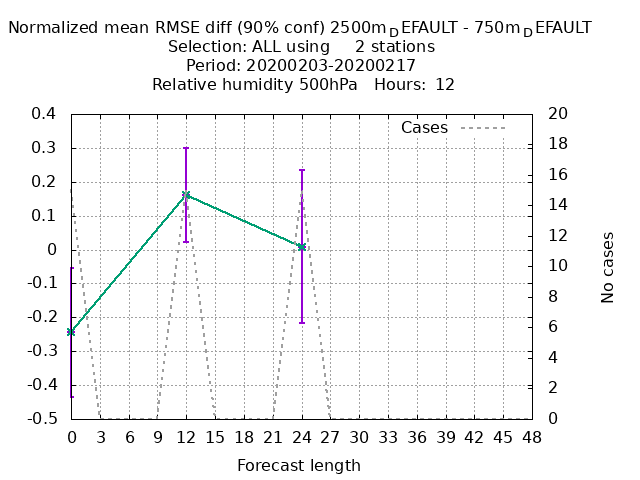 Normalized mean RMSE diff (90% conf) 2500m_DEFAULT - 750m_DEFAULT
Selection: ALL using     2 stations
Period: 20200203-20200217
Relative humidity 500hPa   Hours: 12
Cases
0.4
0.3
0.2
0.1
0
-0.1
-0.2
-0.3
-0.4
-0.5
20
18
16
14
12
10
8
6
4
2
0
No cases
0 3 6 9 12 15 18 21 24 27 30 33 36 39 42 45 48
Forecast length